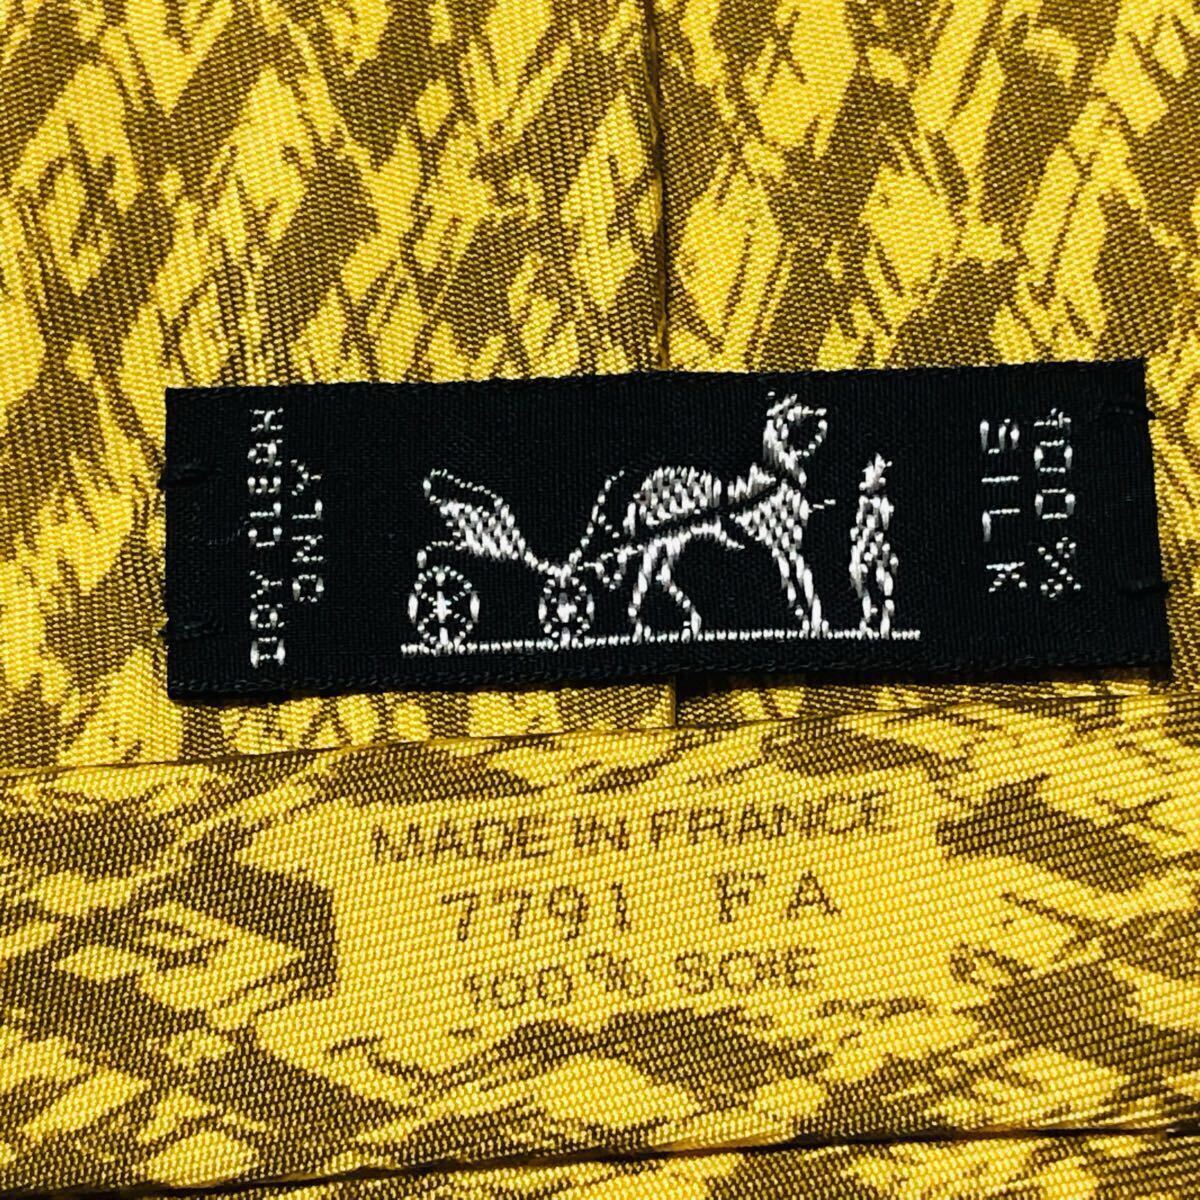 DRY CLEAN
ONLY
100%
SILK
MADE IN FRANCE
7791 FA
100% SOIE